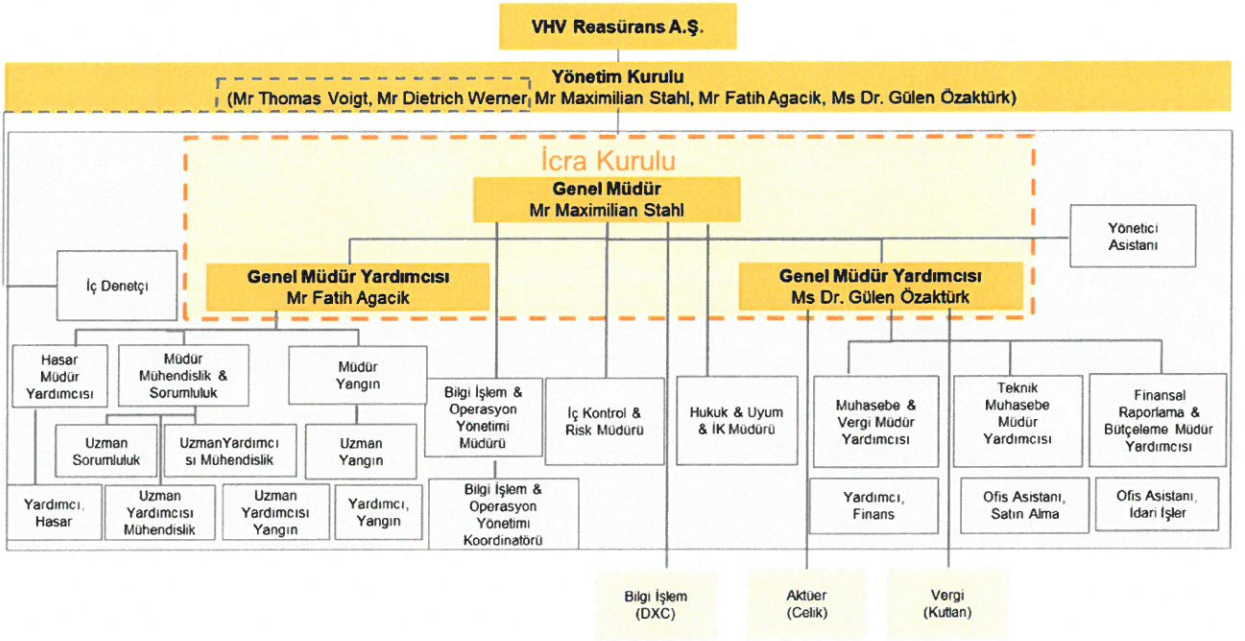 VHV Reasürans A.Ş.
Yönetim Kurulu
(Mr Thomas Voigt, Mr Dietrich Werner, Mr Maximilian Stahl, Mr Fatih Agacik, Ms Dr. Gülen Özaktürk)
İcra Kurulu
Genel Müdür
Mr Maximilian Stahl
Yönetici
Asistanı
İç Denetçi
Genel Müdür Yardımcısı
Mr Fatih Agacik
Genel Müdür Yardımcısı
Ms Dr. Gülen Özaktürk
Hasar
Müdür
Yardımcısı
Müdür
Mühendislik &
Sorumluluk
Müdür
Yangın
Bilgi İşlem &
Operasyon
Yönetimi
Müdürü
İç Kontrol &
Risk Müdürü
Hukuk & Uyum
& İK Müdürü
Muhasebe &
Vergi Müdür
Yardımcısı
Teknik
Muhasebe
Müdür
Yardımcısı
Finansal
Raporlama &
Bütçeleme Müdür
Yardımcısı
Uzman
Sorumluluk
UzmanYardımcı
sı Mühendislik
Uzman
Yangın
Yardımcı,
Hasar
Uzman
Yardımcısı
Mühendislik
Uzman
Yardımcısı
Yangın
Yardımcı,
Yangın
Bilgi İşlem &
Operasyon
Yönetimi
Koordinatörü
Yardımcı,
Finans
Ofis Asistanı,
Satın Alma
Ofis Asistanı,
İdari İşler
Bilgi İşlem
(DXC)
Aktüer
(Celik)
Vergi
(Kutlan)